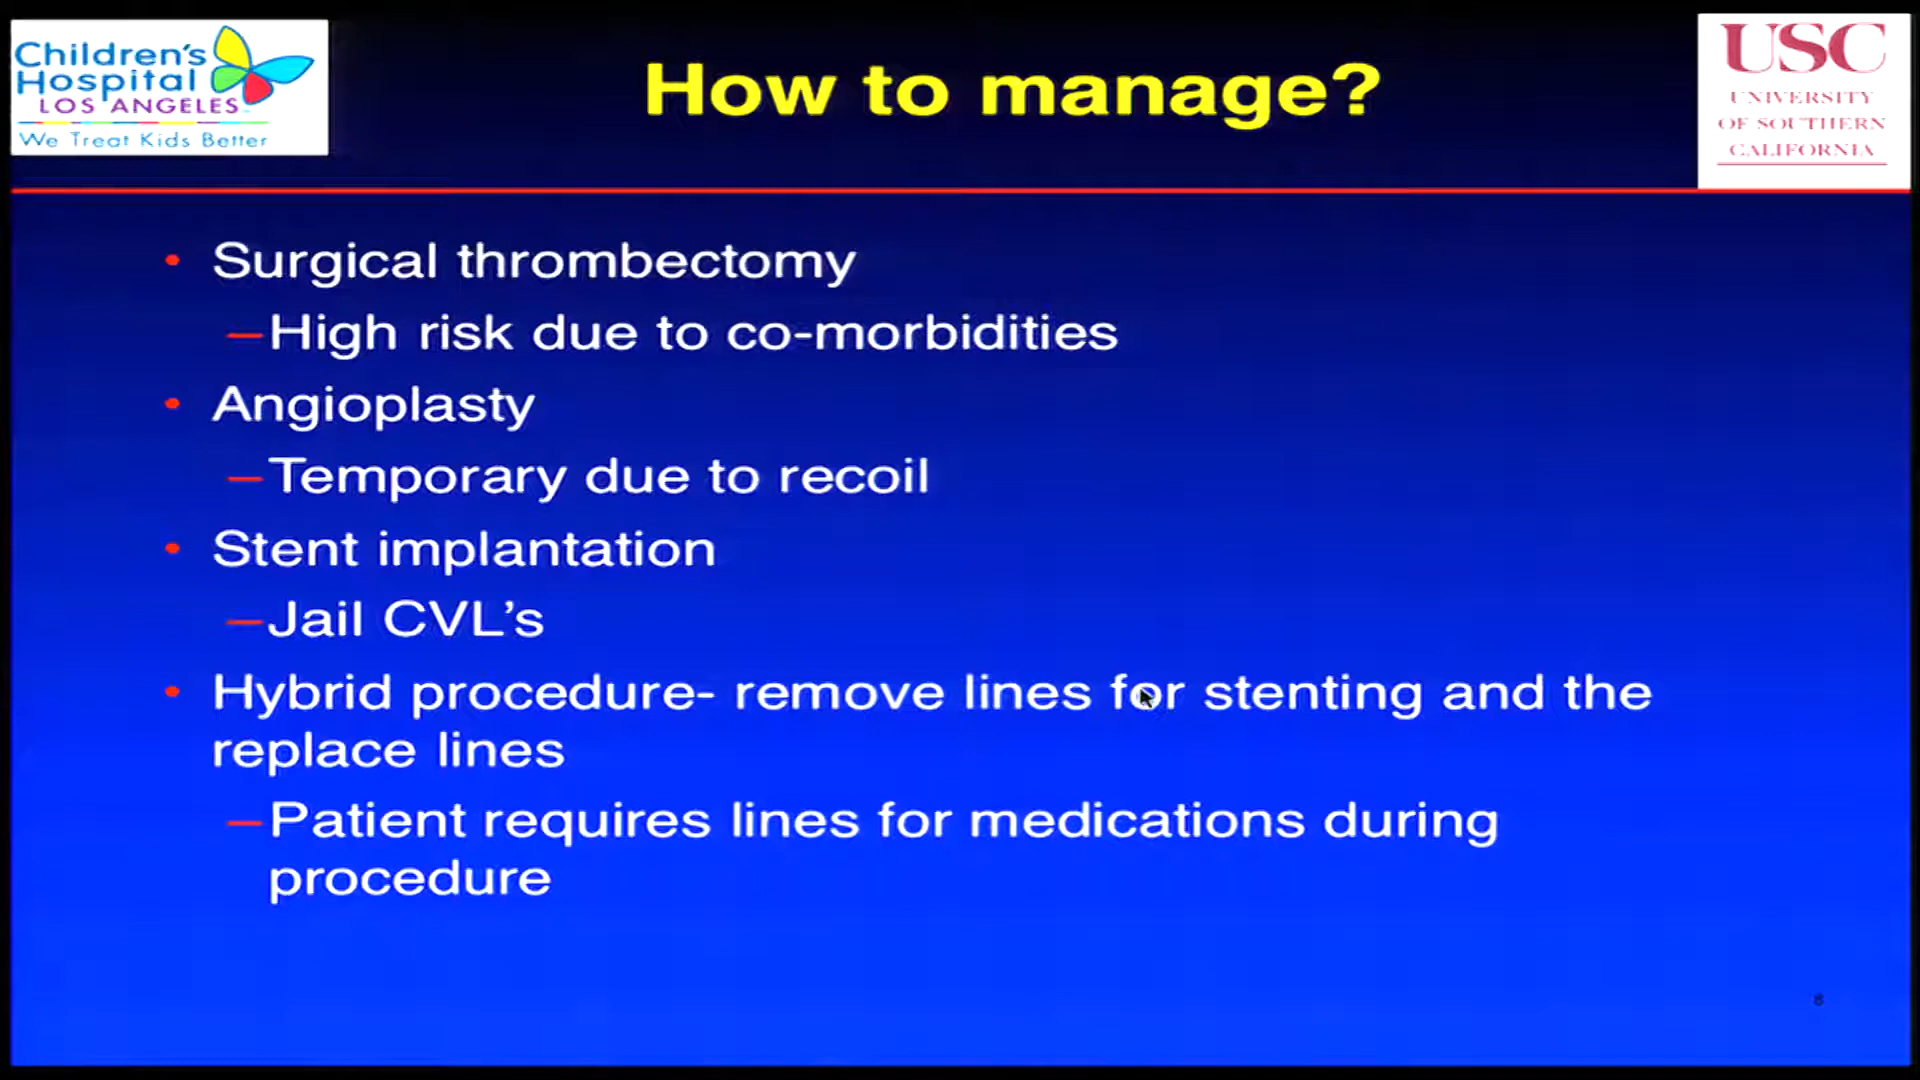 Children's
Hospital
LOS ANGELES
We Treat Kids Better
How to manage?
USC
UNIVERSITY
OF SOUTHERN
CALIFORNIA
• Surgical thrombectomy
–High risk due to co-morbidities
• Angioplasty
–Temporary due to recoil
• Stent implantation
–Jail CVL’s
• Hybrid procedure- remove lines for stenting and the
replace lines
–Patient requires lines for medications during
procedure
8